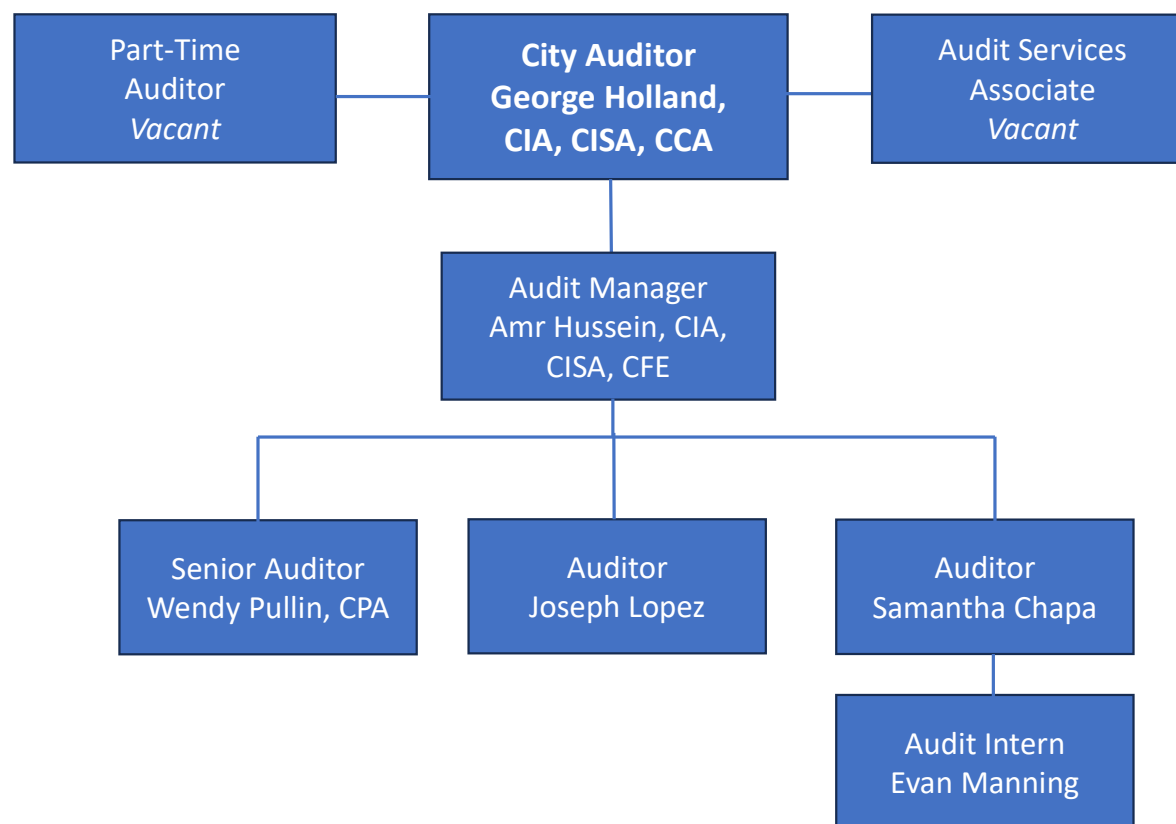 Part-Time
Auditor
Vacant
City Auditor
George Holland,
CIA, CISA, CCA
Audit Services
Associate
Vacant
Audit Manager
Amr Hussein, CIA,
CISA, CFE
Senior Auditor
Wendy Pullin, CPA
Auditor
Joseph Lopez
Auditor
Samantha Chapa
Audit Intern
Evan Manning